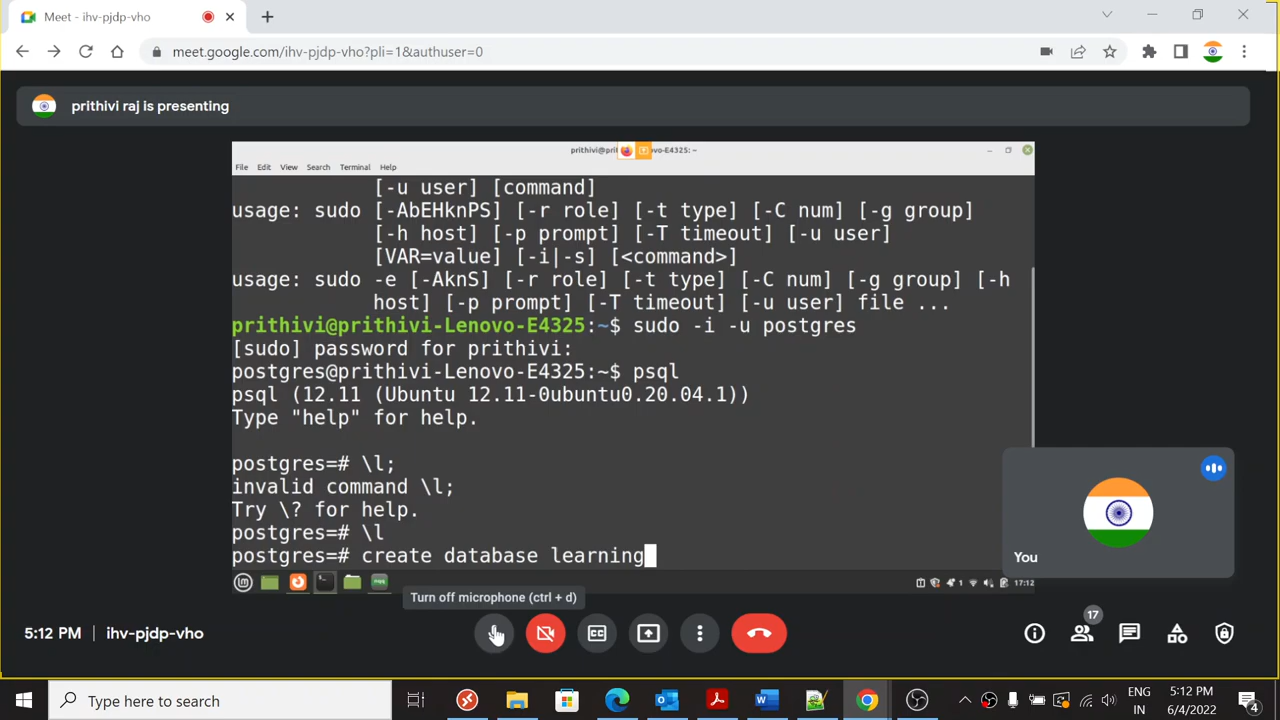 Meet - ihv-pjdp-vho
meet.google.com/ihv-pjdp-vho?pli=1&authuser=0
prithivi raj is presenting
File Edit View Search Terminal Help
[-u user] [command]
usage: sudo [-AbEHknPS] [-r role] [-t type] [-C num] [-g group]
[-h host] [-p prompt] [-T timeout] [-u user]
[VAR=value] [-i|-s] [<command>]
usage: sudo -e [-AknS] [-r role] [-t type] [-C num] [-g group] [-h
host] [-p prompt] [-T timeout] [-u user] file ...
prithivi@prithivi-Lenovo-E4325:~$ sudo -i -u postgres
[sudo] password for prithivi:
postgres@prithivi-Lenovo-E4325:~$ psql
psql (12.11 (Ubuntu 12.11-0ubuntu0.20.04.1))
Type "help" for help.
postgres=# \l;
invalid command \l;
Try \? for help.
postgres=# \l
postgres=# create database learning
You
17:12
Turn off microphone (ctrl + d)
5:12 PM | ihv-pjdp-vho
17
Type here to search
ENG
IN
5:12 PM
6/4/2022
4